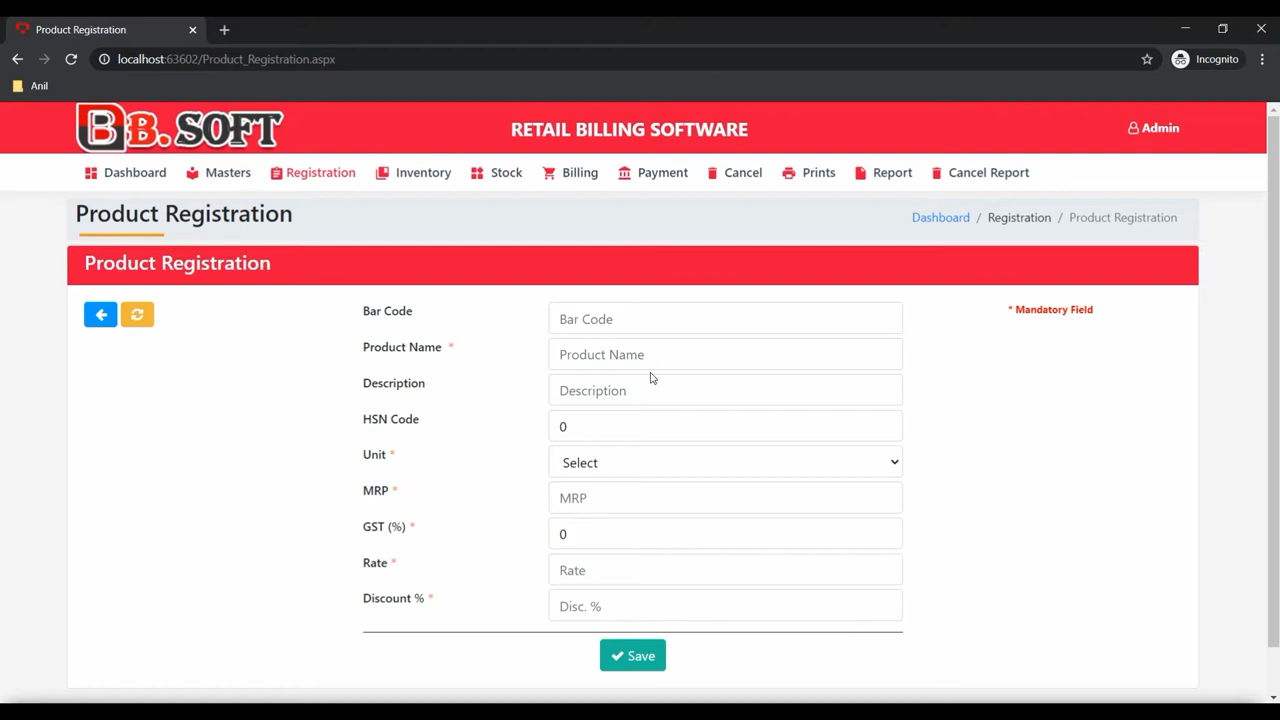 Product Registration
localhost:63602/Product_Registration.aspx
Incognito
Anil
B B. SOFT
RETAIL BILLING SOFTWARE
Admin
Dashboard Masters Registration Inventory Stock Billing Payment Cancel Prints Report Cancel Report
Product Registration
Dashboard / Registration / Product Registration
Product Registration
* Mandatory Field
Bar Code Bar Code
Product Name * Product Name
Description Description
HSN Code 0
Unit * Select
MRP * MRP
GST (%) * 0
Rate * Rate
Discount % * Disc. %
Save